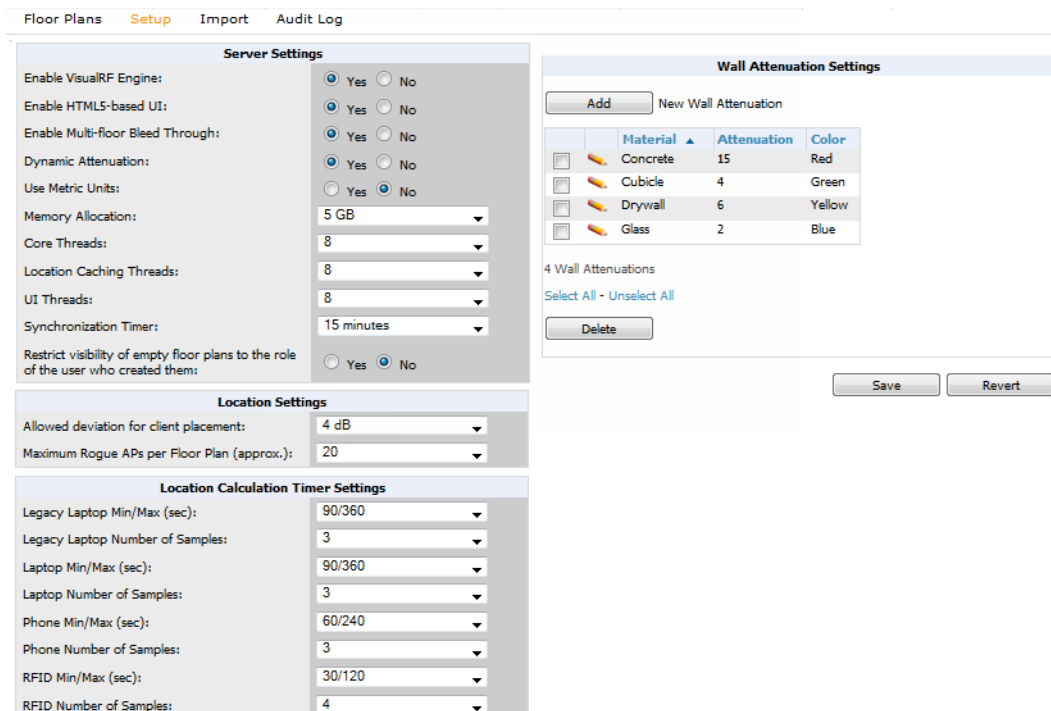 Floor Plans Setup Import Audit Log
Server Settings
Enable VisualRF Engine: Yes No
Enable HTML5-based UI: Yes No
Enable Multi-floor Bleed Through: Yes No
Dynamic Attenuation: Yes No
Use Metric Units: Yes No
Memory Allocation: 5 GB
Core Threads: 8
Location Caching Threads: 8
UI Threads: 8
Synchronization Timer: 15 minutes
Restrict visibility of empty floor plans to the role
of the user who created them: Yes No
Location Settings
Allowed deviation for client placement: 4 dB
Maximum Rogue APs per Floor Plan (approx.): 20
Location Calculation Timer Settings
Legacy Laptop Min/Max (sec): 90/360
Legacy Laptop Number of Samples: 3
Laptop Min/Max (sec): 90/360
Laptop Number of Samples: 3
Phone Min/Max (sec): 60/240
Phone Number of Samples: 3
RFID Min/Max (sec): 30/120
RFID Number of Samples: 4
Wall Attenuation Settings
Add New Wall Attenuation
Material Attenuation Color
Concrete 15 Red
Cubicle 4 Green
Drywall 6 Yellow
Glass 2 Blue
4 Wall Attenuations
Select All - Unselect All
Delete
Save Revert